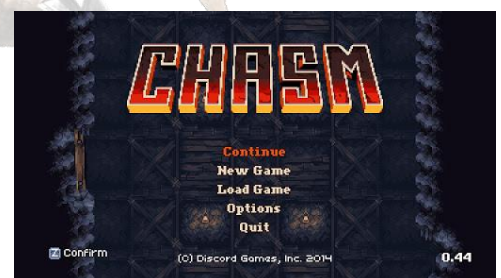 CHASM
Continue
New Game
Load Game
Options
Quit
Z Confirm
(C) Discord Games, Inc. 2014
0.44